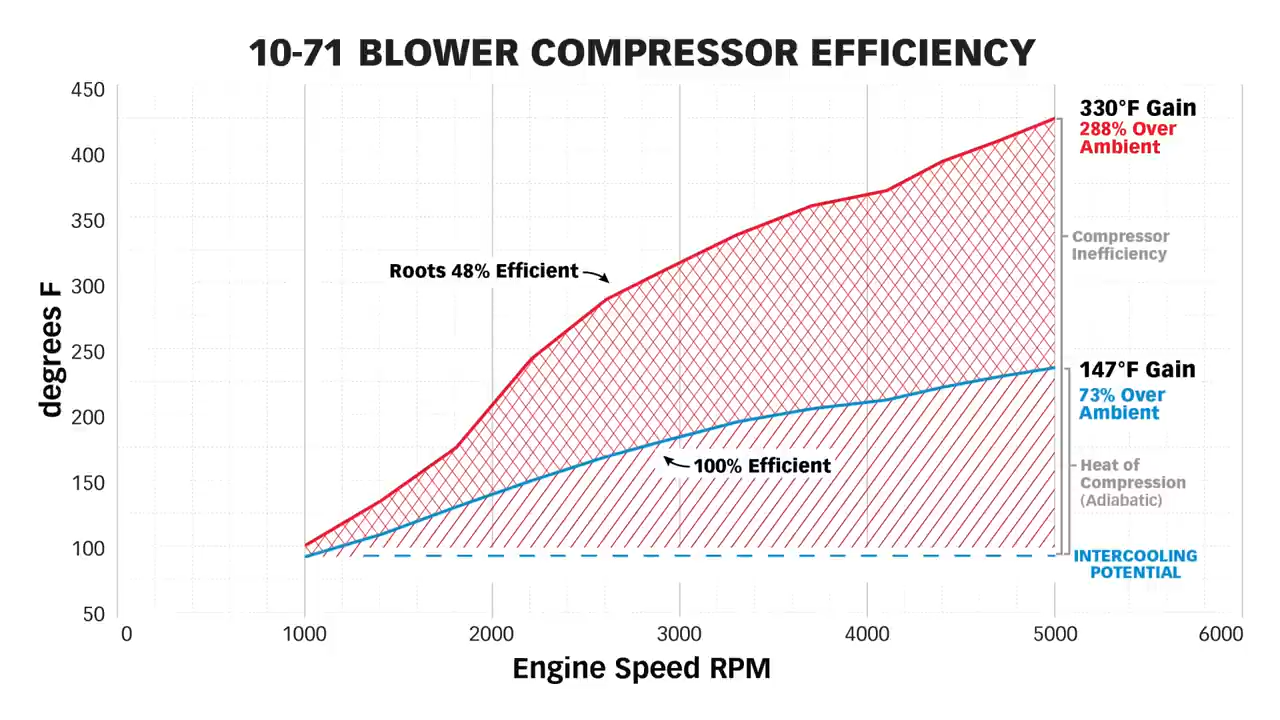 10-71 BLOWER COMPRESSOR EFFICIENCY
450
400
350
300
250
200
150
100
50
degrees F
0
1000
2000
3000
4000
5000
6000
Engine Speed RPM
Roots 48% Efficient
100% Efficient
330°F Gain
288% Over
Ambient
Compressor
Inefficiency
147°F Gain
73% Over
Ambient
Heat of
Compression
(Adiabatic)
INTERCOOLING
POTENTIAL